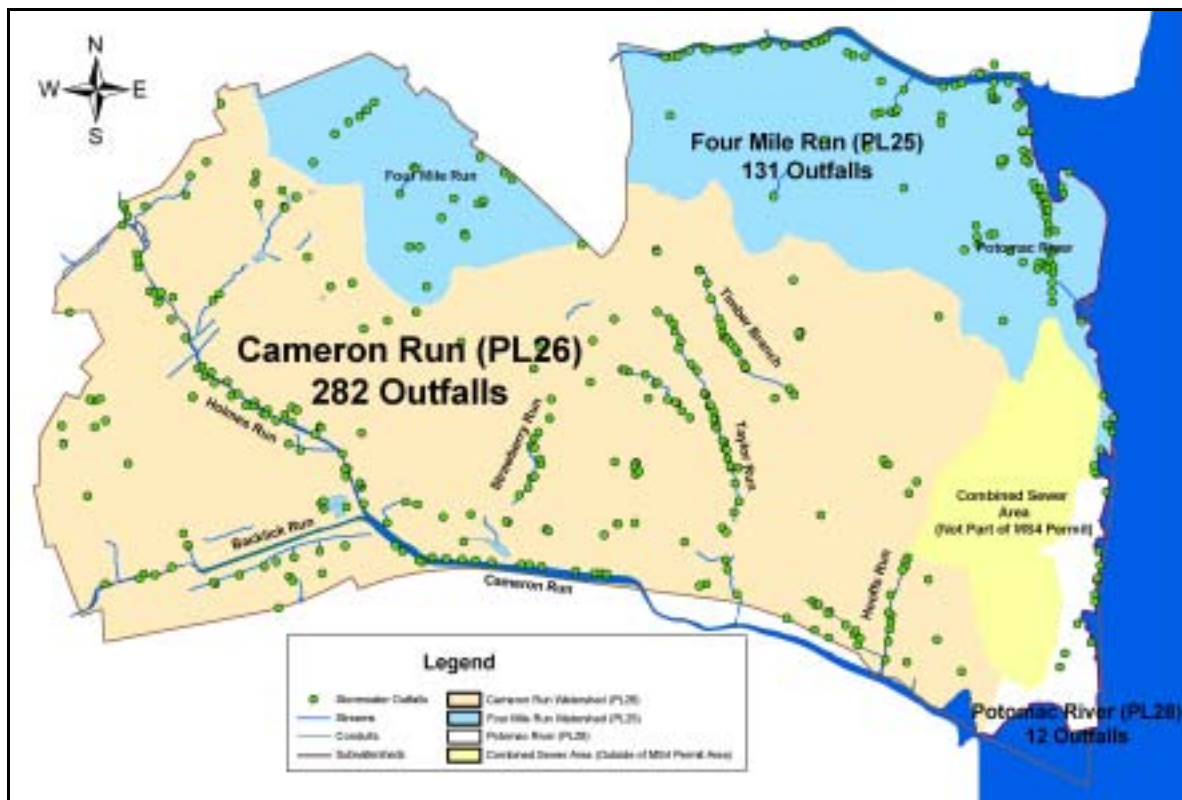 N
W E
S
Four Mile Run (PL25)
131 Outfalls
Four Mile Run
Potomac River
Timber Branch
Cameron Run (PL26)
282 Outfalls
Holmes Run
Strawberry Run
Taylor Run
Combined Sewer
Area
(Not Part of MS4 Permit)
Backlick Run
Cameron Run
Hooffs Run
Legend
Stormwater Outfalls
Streams
Conduits
Subwatersheds
Cameron Run Watershed (PL26)
Four Mile Run Watershed (PL25)
Potomac River (PL28)
Combined Sewer Area (Outside of MS4 Permit Area)
Potomac River (PL28)
12 Outfalls